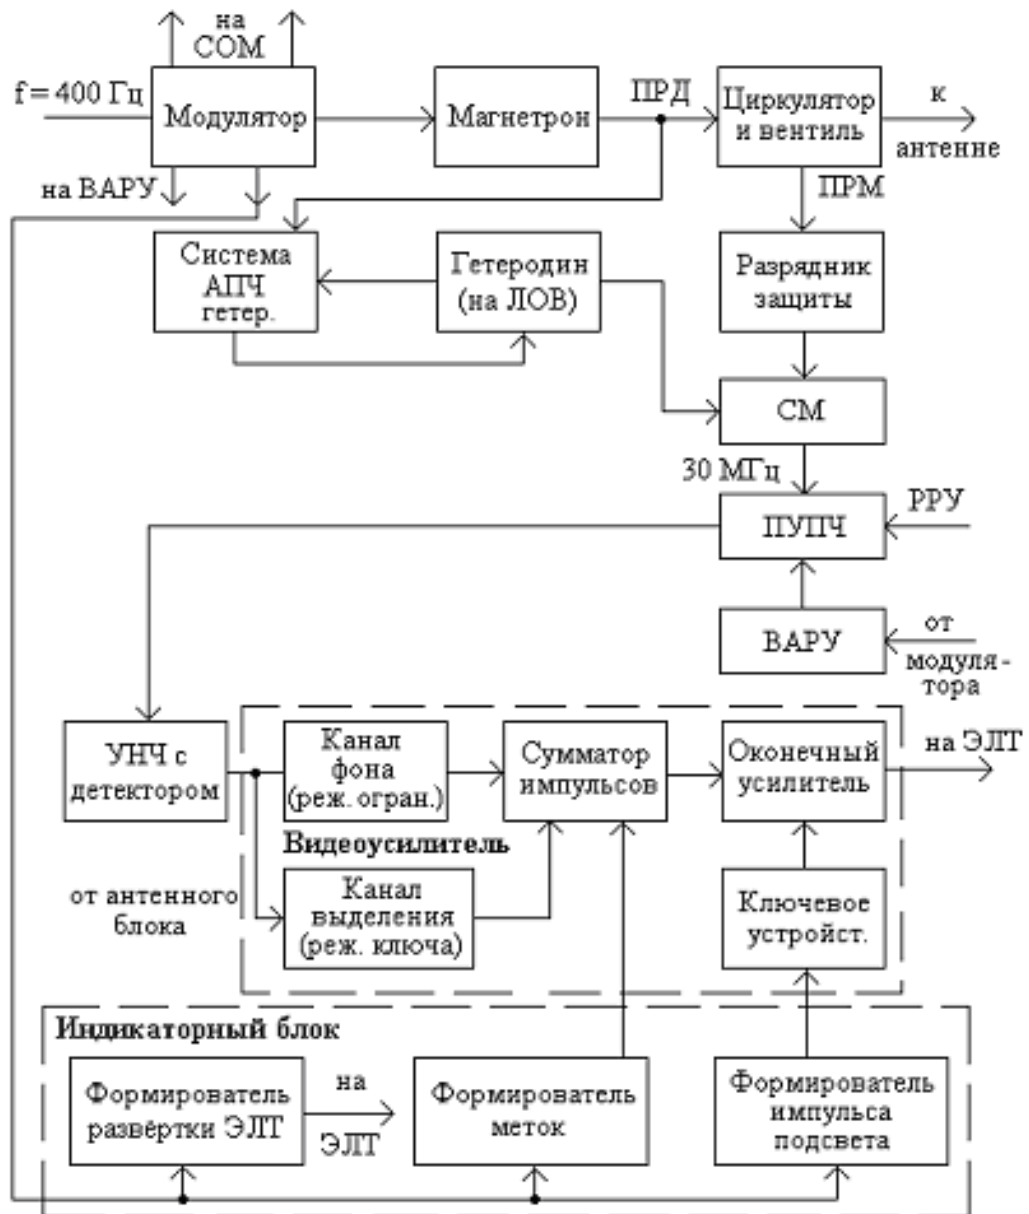 на
СОМ
f = 400 Гц
Модулятор
Магнетрон
ПРД
Циркулятор
и вентиль
к
антенне
на ВАРУ
ПРМ
Система
АПЧ
гетер.
Гетеродин
(на ЛОВ)
Разрядник
защиты
СМ
30 МГц
ПУПЧ
РРУ
ВАРУ
от
модуля-
тора
УНЧ с
детектором
Канал
фона
(реж. огран.)
Сумматор
импульсов
Оконечный
усилитель
на ЭЛТ
Видеоусилитель
от антенного
блока
Канал
выделения
(реж. ключа)
Ключевое
устройст.
Индикаторный блок
Формирователь
развёртки ЭЛТ
на
ЭЛТ
Формирователь
меток
Формирователь
импульса
подсвета